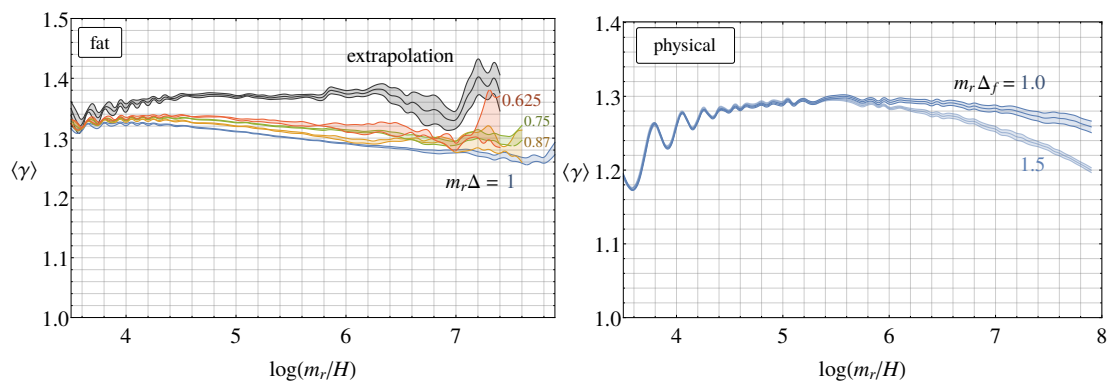 fat
extrapolation
0.625
0.75
0.87
m_rΔ = 1
⟨γ⟩
1.5
1.4
1.3
1.2
1.1
1.0
4
5
6
7
log(m_r/H)
physical
m_rΔ_f = 1.0
1.5
⟨γ⟩
1.4
1.3
1.2
1.1
1.0
4
5
6
7
8
log(m_r/H)